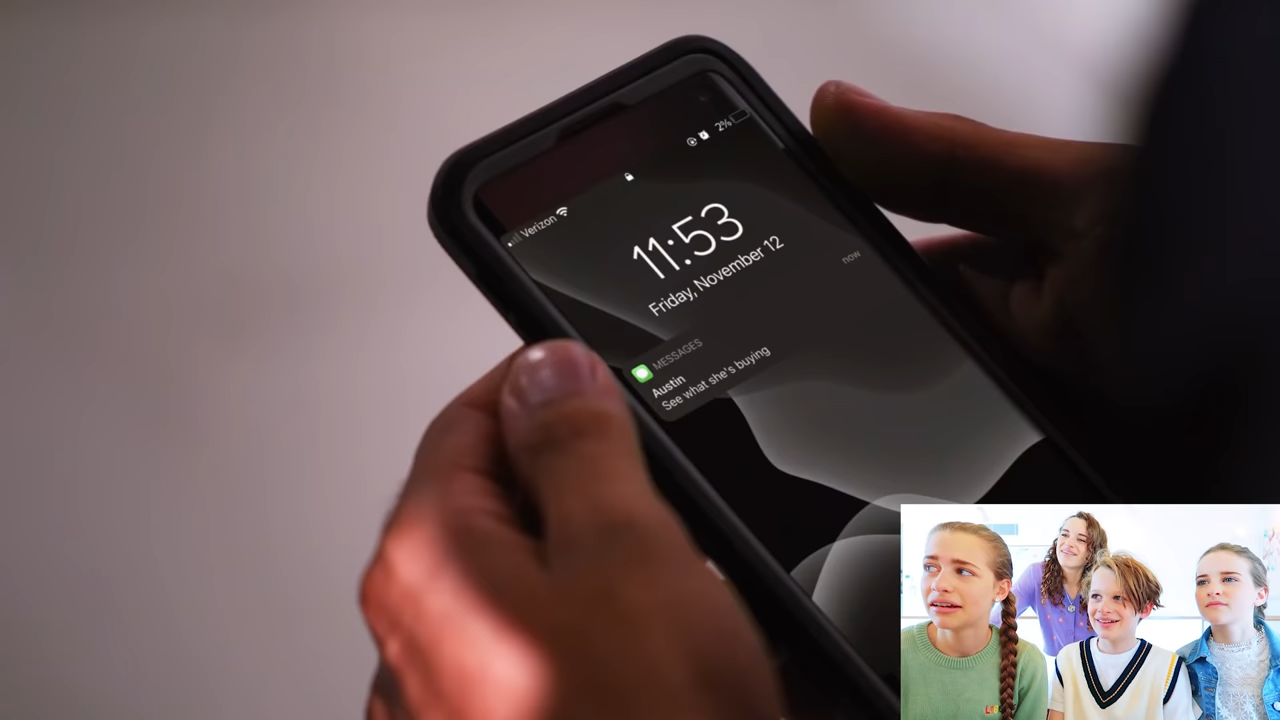 Verizon
2%
11:53
Friday, November 12
MESSAGES
now
Austin
See what she's buying